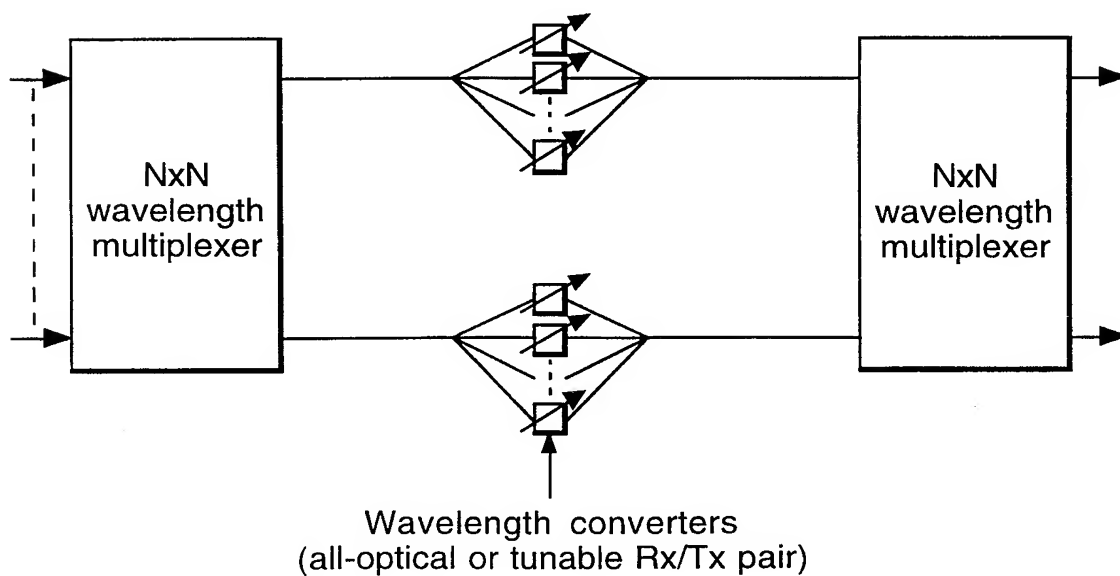 NxN
wavelength
multiplexer
NxN
wavelength
multiplexer
Wavelength converters
(all-optical or tunable Rx/Tx pair)